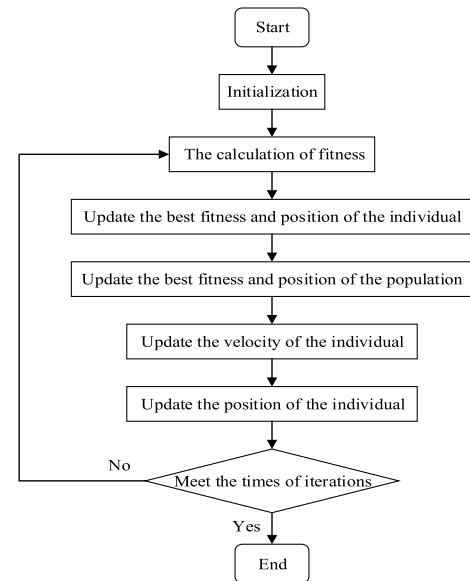 Start
Initialization
The calculation of fitness
Update the best fitness and position of the individual
Update the best fitness and position of the population
Update the velocity of the individual
Update the position of the individual
No
Meet the times of iterations
Yes
End